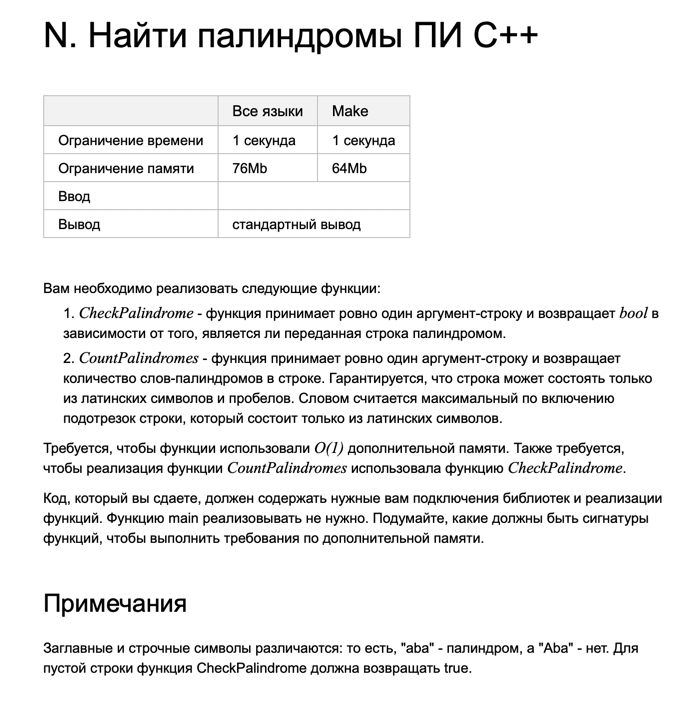 N. Найти палиндромы ПИ C++
Все языки Make
Ограничение времени 1 секунда 1 секунда
Ограничение памяти 76Mb 64Mb
Ввод
Вывод стандартный вывод
Вам необходимо реализовать следующие функции:
1. CheckPalindrome - функция принимает ровно один аргумент-строку и возвращает bool в
зависимости от того, является ли переданная строка палиндромом.
2. CountPalindromes - функция принимает ровно один аргумент-строку и возвращает
количество слов-палиндромов в строке. Гарантируется, что строка может состоять только
из латинских символов и пробелов. Словом считается максимальный по включению
подотрезок строки, который состоит только из латинских символов.
Требуется, чтобы функции использовали O(1) дополнительной памяти. Также требуется,
чтобы реализация функции CountPalindromes использовала функцию CheckPalindrome.
Код, который вы сдаете, должен содержать нужные вам подключения библиотек и реализации
функций. Функцию main реализовывать не нужно. Подумайте, какие должны быть сигнатуры
функций, чтобы выполнить требования по дополнительной памяти.
Примечания
Заглавные и строчные символы различаются: то есть, "aba" - палиндром, а "Aba" - нет. Для
пустой строки функция CheckPalindrome должна возвращать true.